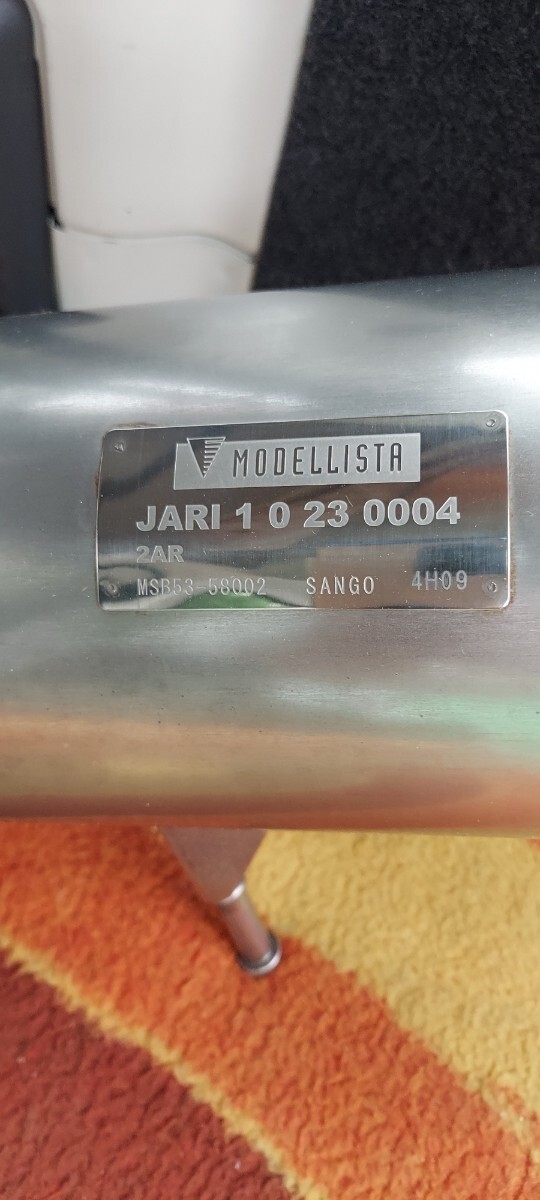 MODELLISTA
JARI 1 0 23 0004
2AR
MSB53-58002 SANGO 4H09